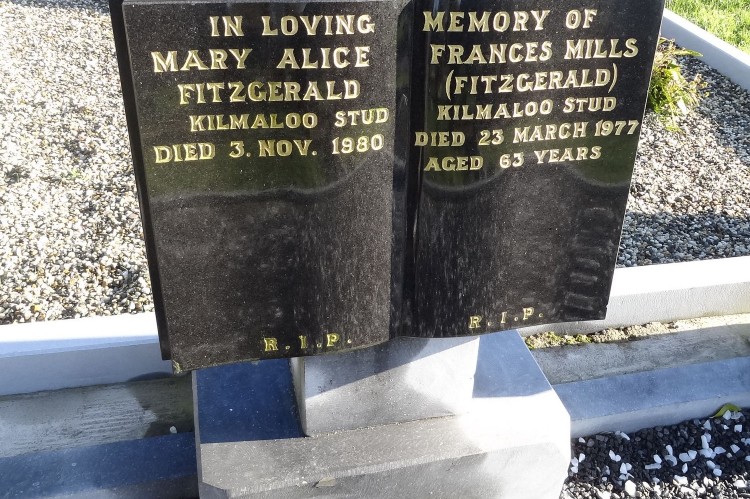 IN LOVING
MARY ALICE
FITZGERALD
KILMALOO STUD
DIED 3. NOV. 1980
R. I. P.
MEMORY OF
FRANCES MILLS
(FITZGERALD)
KILMALOO STUD
DIED 23 MARCH 1977
AGED 63 YEARS
R. I. P.